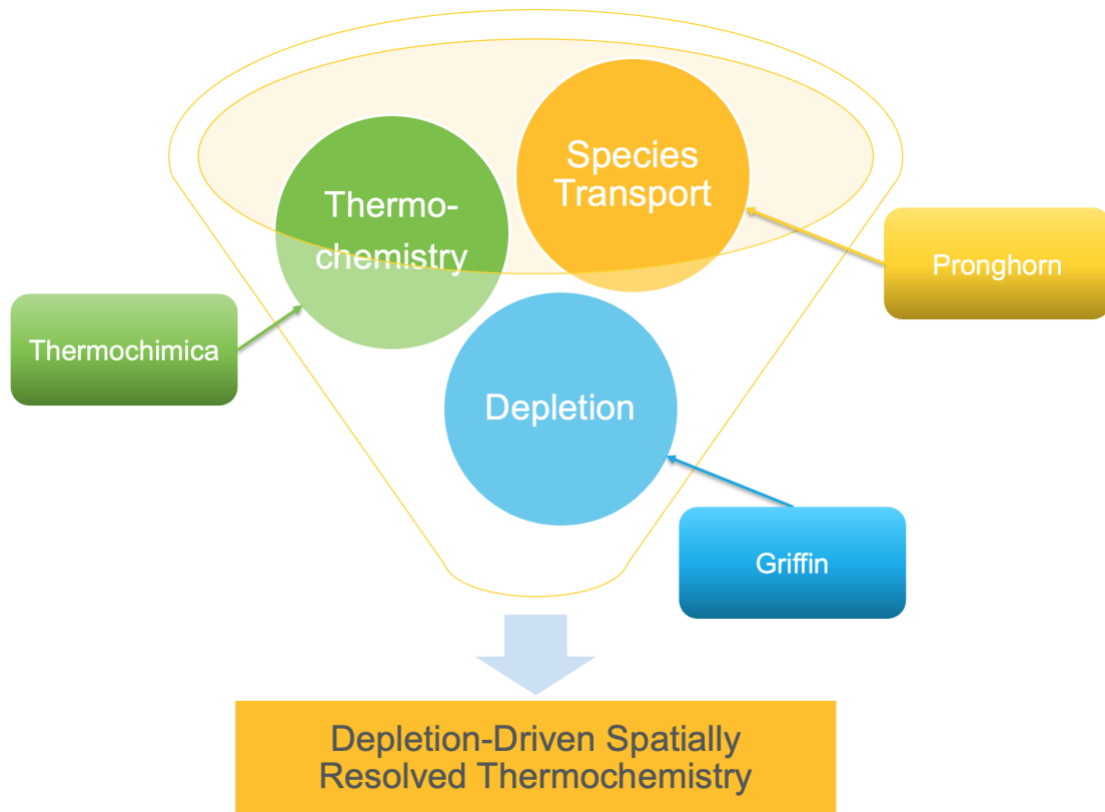 Species
Transport
Thermo-
chemistry
Pronghorn
Thermochimica
Depletion
Griffin
Depletion-Driven Spatially
Resolved Thermochemistry